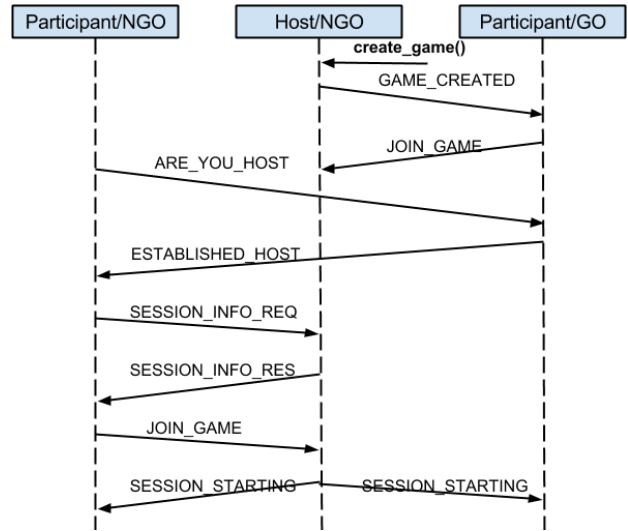 Participant/NGO
Host/NGO
Participant/GO
create_game()
GAME_CREATED
JOIN_GAME
ARE_YOU_HOST
ESTABLISHED_HOST
SESSION_INFO_REQ
SESSION_INFO_RES
JOIN_GAME
SESSION_STARTING
SESSION_STARTING